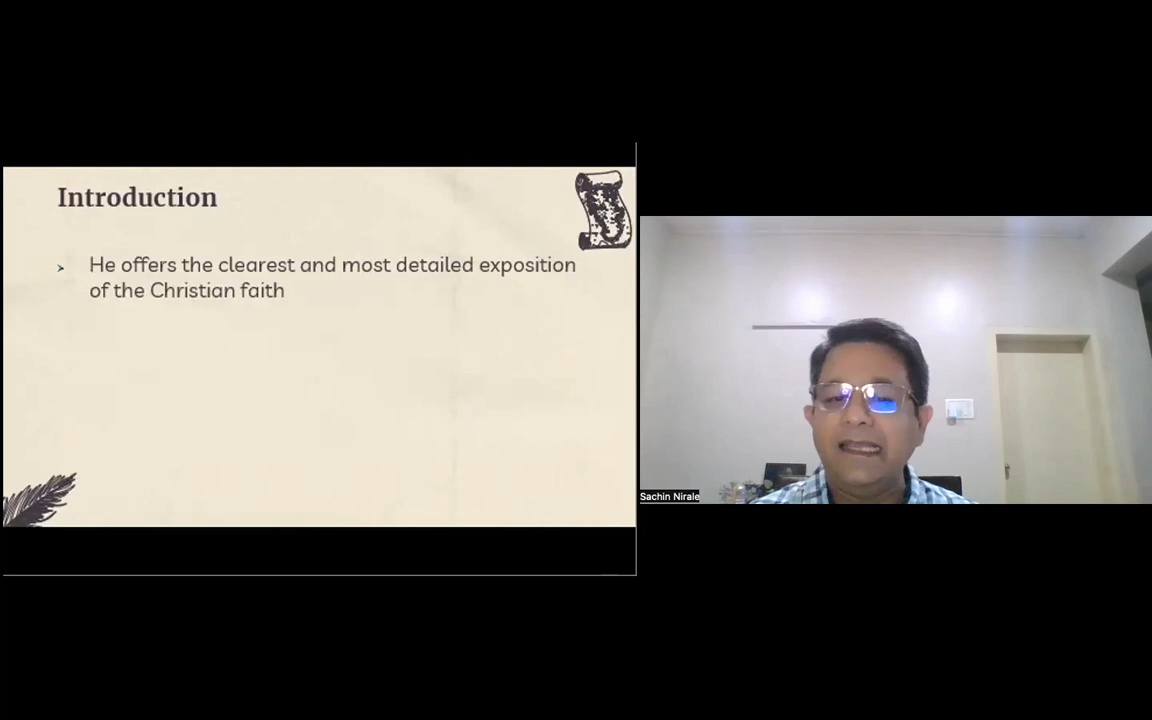 Introduction
➢ He offers the clearest and most detailed exposition
of the Christian faith
Sachin Nirale